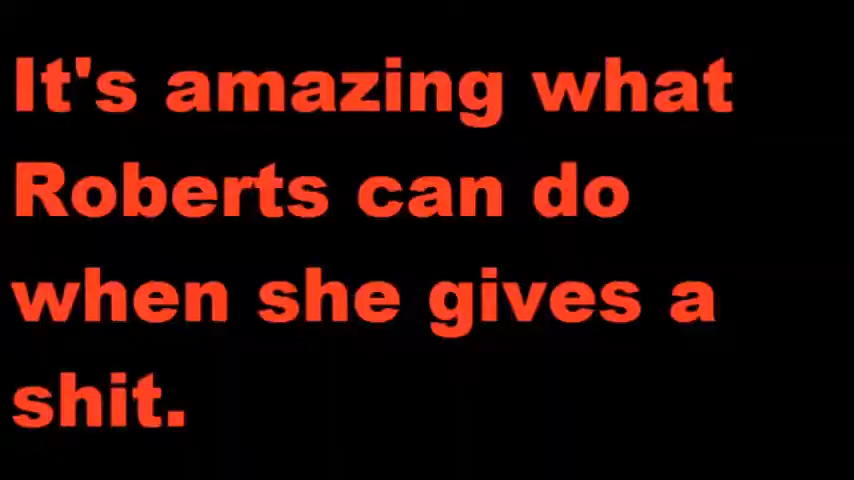 It's amazing what
Roberts can do
when she gives a
shit.